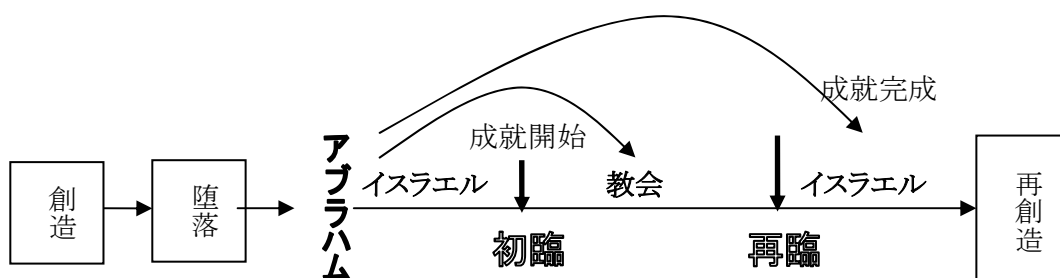 成就完成
成就開始
創造
堕落
アブラハム
イスラエル
教会
イスラエル
再創造
初臨
再臨